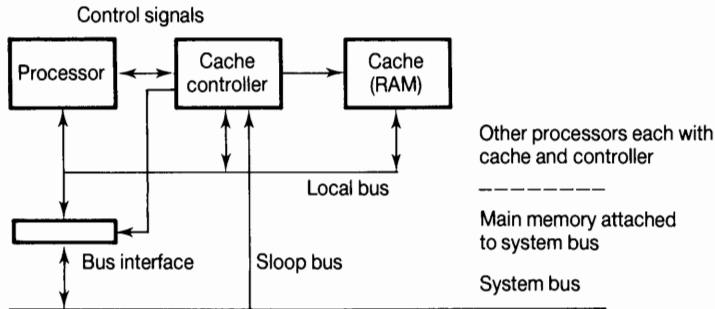 Control signals
Processor
Cache
controller
Cache
(RAM)
Other processors each with
cache and controller
Local bus
Main memory attached
to system bus
Bus interface
Sloop bus
System bus